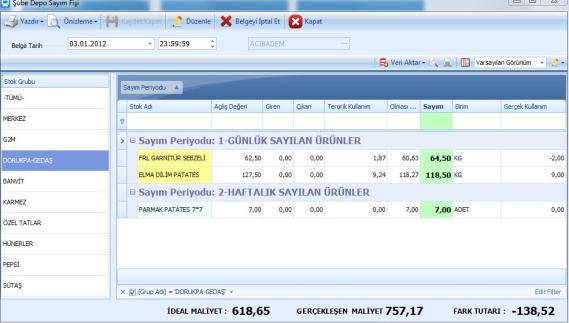 Şube Depo Sayım Fişi
Yazdır Önizleme Kaydet Kapat Düzenle Belgeyi İptal Et Kapat
Belge Tarih 03.01.2012 23:59:59 ACIBADEM
Veri Aktar Varsayılan Görünüm
Stok Grubu
-TÜMÜ-
MERKEZ
G2M
DORUKPA-GEDAŞ
BANVİT
KARMEZ
ÖZEL TATLAR
HÜNERLER
PEPSİ
SÜTAŞ
Sayım Periyodu
Stok Adı Açılış Değeri Giren Çıkan Terorik Kullanım Olması ... Sayım Birim Gerçek Kullanım
Sayım Periyodu: 1-GÜNLÜK SAYILAN ÜRÜNLER
FRL GARNİTÜR SEBZELİ 62,50 0,00 0,00 1,87 60,63 64,50 KG -2,00
ELMA DİLİM PATATES 127,50 0,00 0,00 9,24 118,27 118,50 KG 9,00
Sayım Periyodu: 2-HAFTALIK SAYILAN ÜRÜNLER
PARMAK PATATES 7*7 7,00 0,00 0,00 0,00 7,00 7,00 ADET 0,00
[Grup Adı] = 'DORUKPA-GEDAŞ' Edit Filter
İDEAL MALİYET : 618,65 GERÇEKLEŞEN MALİYET 757,17 FARK TUTARI : -138,52